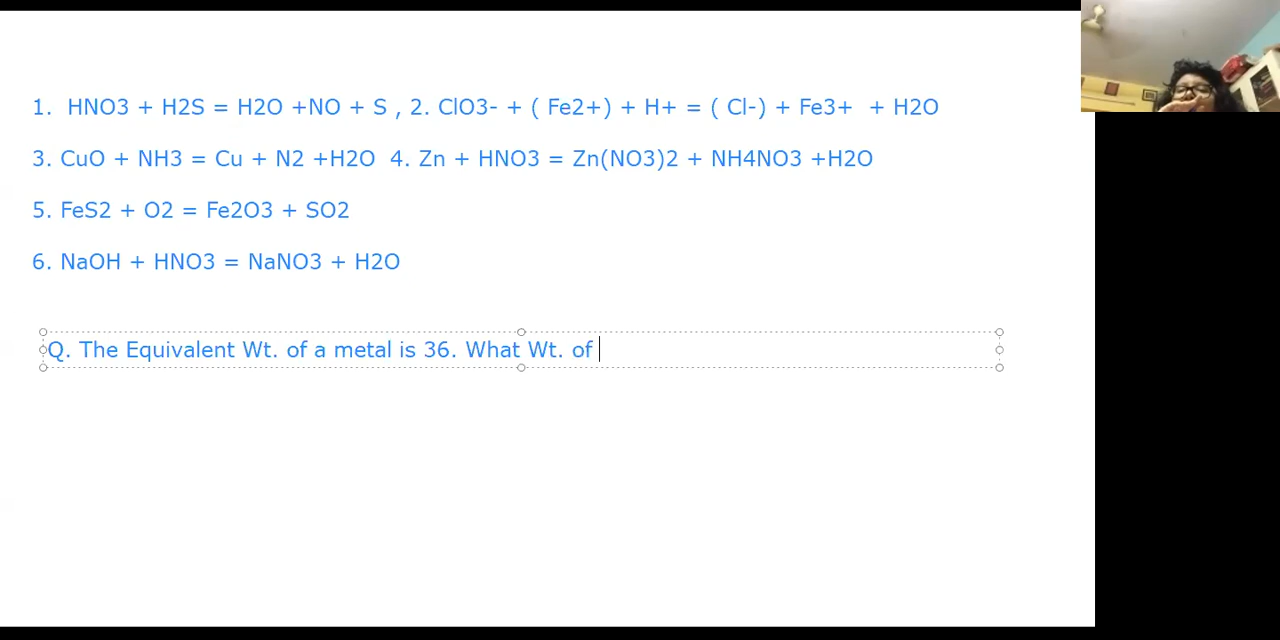 1.  HNO3 + H2S = H2O +NO + S , 2. ClO3- + ( Fe2+) + H+ = ( Cl-) + Fe3+  + H2O
3. CuO + NH3 = Cu + N2 +H2O  4. Zn + HNO3 = Zn(NO3)2 + NH4NO3 +H2O
5. FeS2 + O2 = Fe2O3 + SO2
6. NaOH + HNO3 = NaNO3 + H2O
Q. The Equivalent Wt. of a metal is 36. What Wt. of